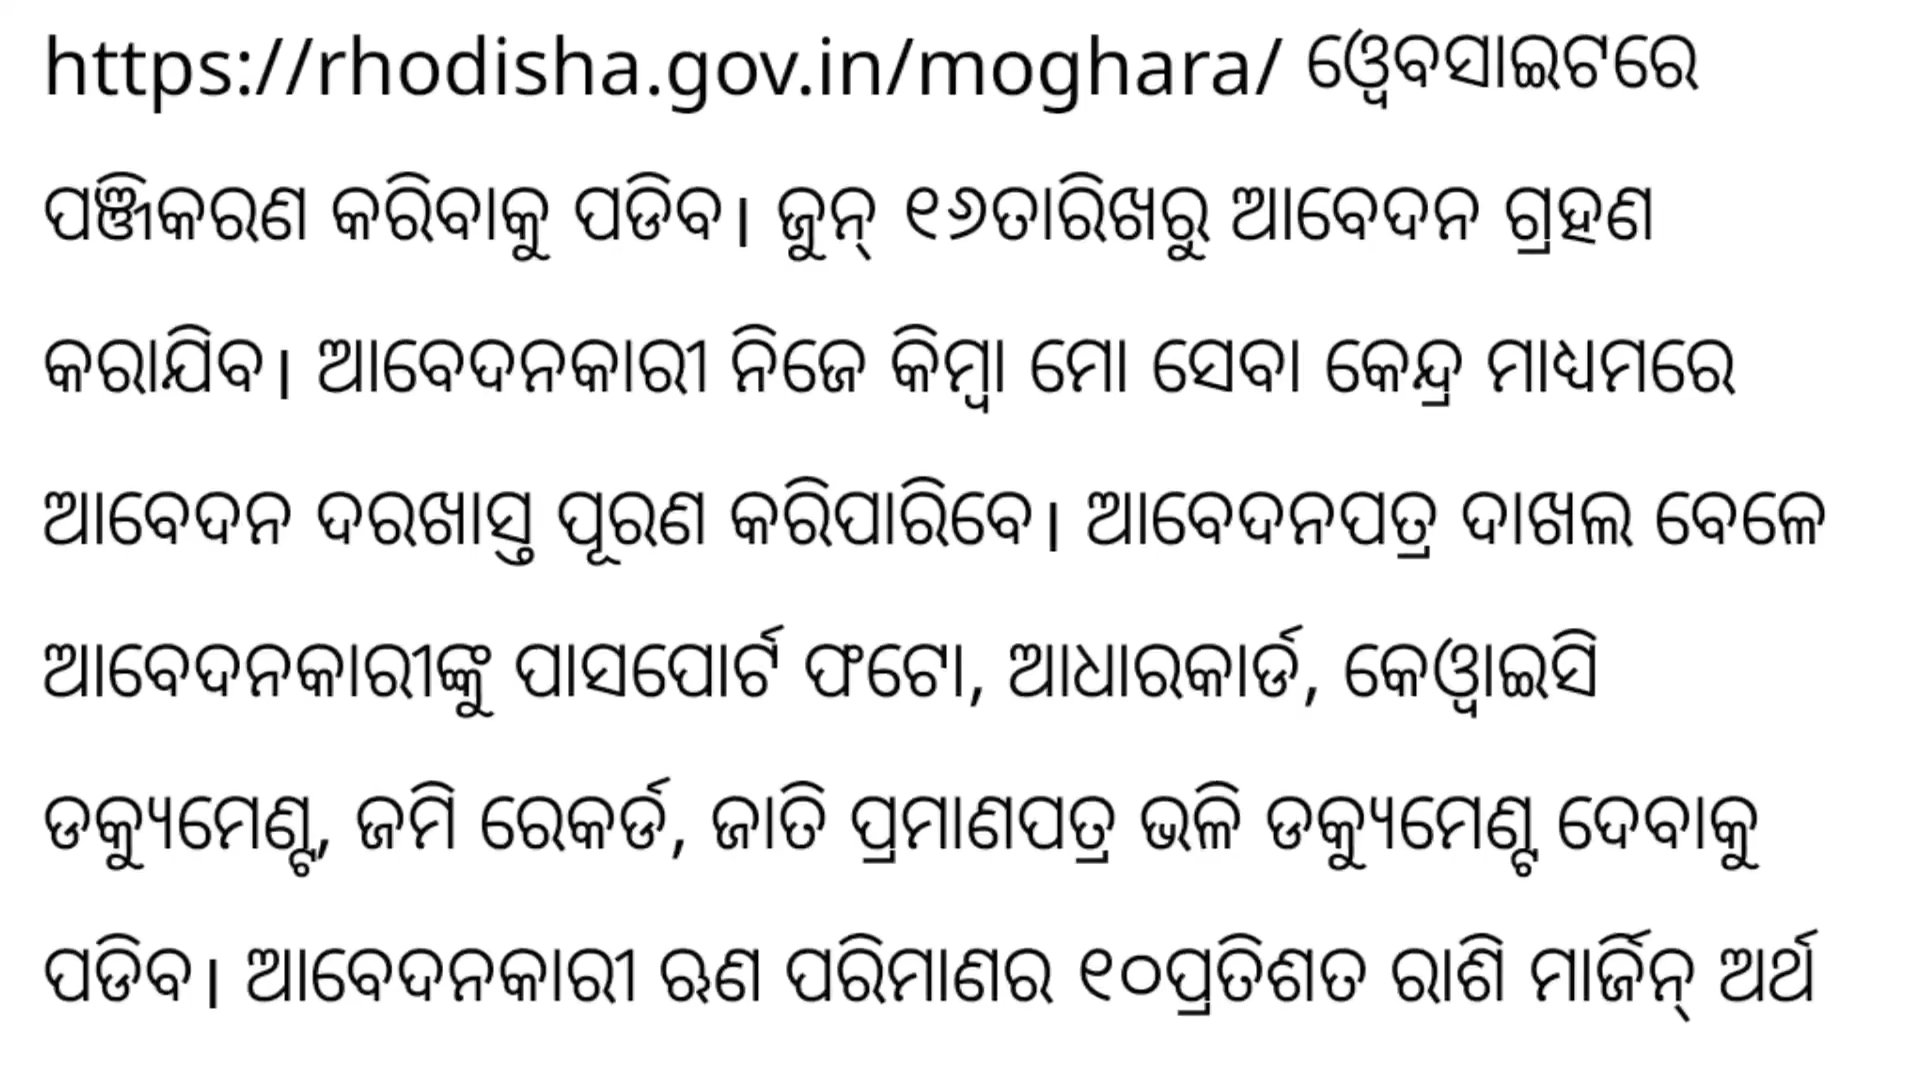 https://rhodisha.gov.in/moghara/ ୱେବସାଇଟରେ
ପଞ୍ଜିକରଣ କରିବାକୁ ପଡିବ। ଜୁନ୍ ୧୬ତାରିଖରୁ ଆବେଦନ ଗ୍ରହଣ
କରାଯିବ। ଆବେଦନକାରୀ ନିଜେ କିମ୍ବା ମୋ ସେବା କେନ୍ଦ୍ର ମାଧ୍ୟମରେ
ଆବେଦନ ଦରଖାସ୍ତ ପୂରଣ କରିପାରିବେ। ଆବେଦନପତ୍ର ଦାଖଲ ବେଳେ
ଆବେଦନକାରୀଙ୍କୁ ପାସପୋର୍ଟ ଫଟୋ, ଆଧାରକାର୍ଡ, କେୱାଇସି
ଡକ୍ୟୁମେଣ୍ଟ, ଜମି ରେକର୍ଡ, ଜାତି ପ୍ରମାଣପତ୍ର ଭଳି ଡକ୍ୟୁମେଣ୍ଟ ଦେବାକୁ
ପଡିବ। ଆବେଦନକାରୀ ଋଣ ପରିମାଣର ୧୦ପ୍ରତିଶତ ରାଶି ମାର୍ଜିନ୍ ଅର୍ଥ